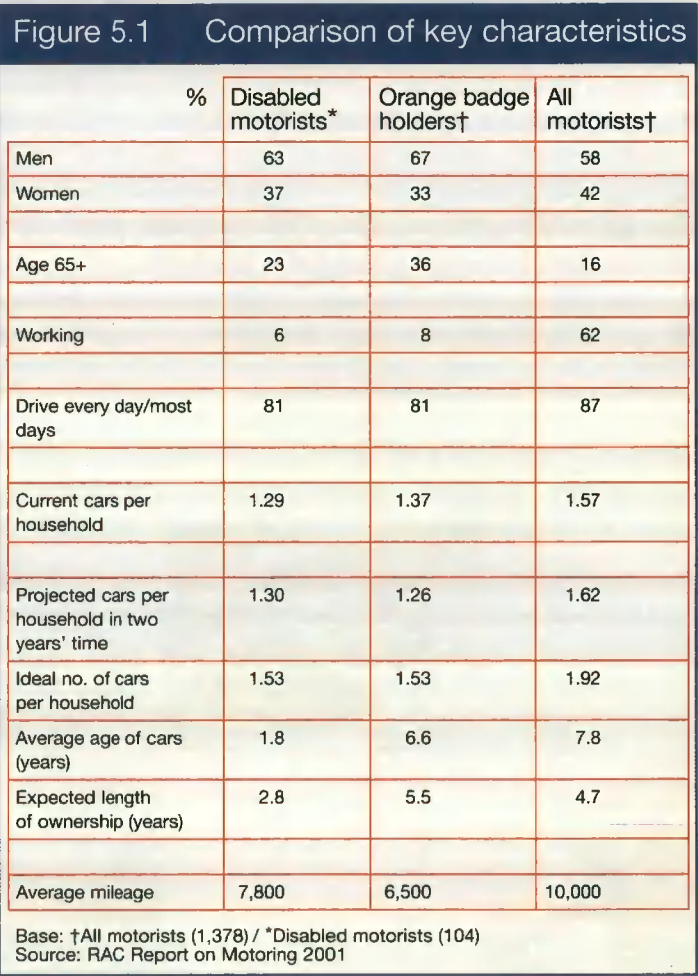 Figure 5.1 Comparison of key characteristics
% Disabled motorists* Orange badge holders† All motorists†
Men 63 67 58
Women 37 33 42
Age 65+ 23 36 16
Working 6 8 62
Drive every day/most days 81 81 87
Current cars per household 1.29 1.37 1.57
Projected cars per household in two years' time 1.30 1.26 1.62
Ideal no. of cars per household 1.53 1.53 1.92
Average age of cars (years) 1.8 6.6 7.8
Expected length of ownership (years) 2.8 5.5 4.7
Average mileage 7,800 6,500 10,000
Base: †All motorists (1,378) / *Disabled motorists (104)
Source: RAC Report on Motoring 2001